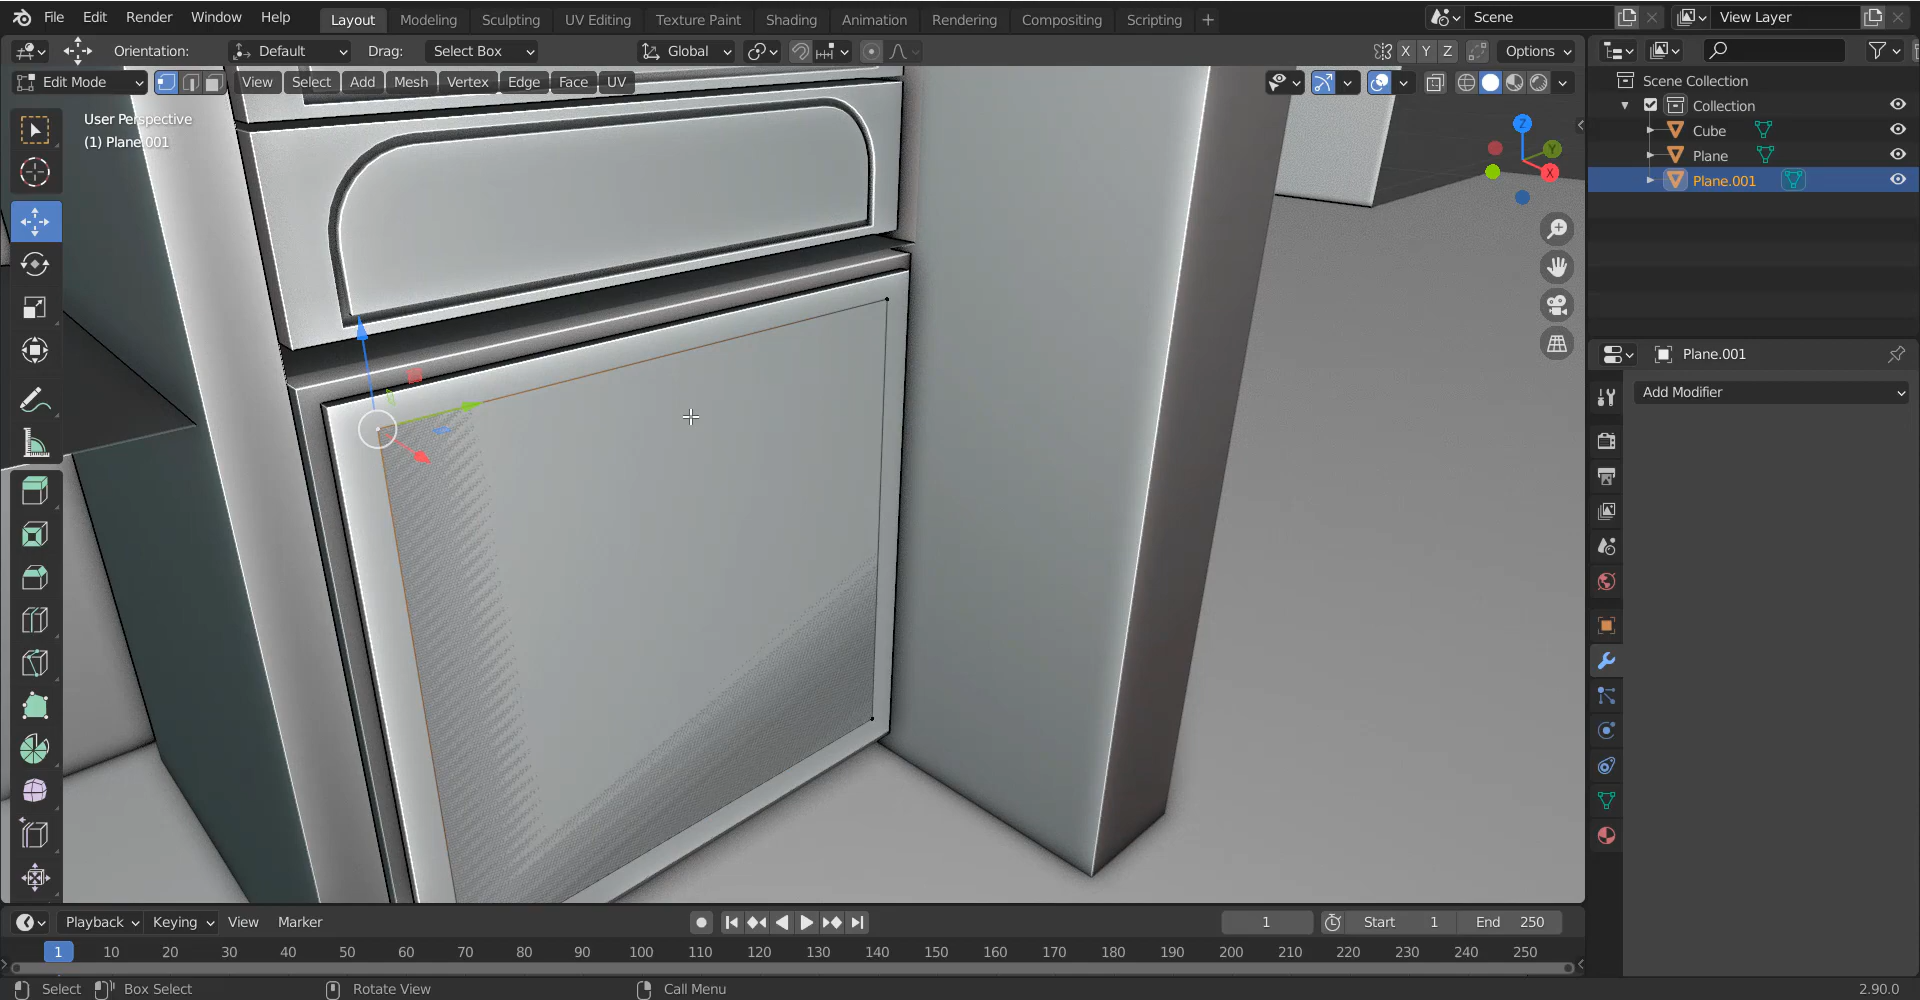 File Edit Render Window Help Layout Modeling Sculpting UV Editing Texture Paint Shading Animation Rendering Compositing Scripting + Scene View Layer
Orientation: Default Drag: Select Box Global X Y Z Options
Edit Mode View Select Add Mesh Vertex Edge Face UV
Scene Collection
Collection
Cube
Plane
Plane.001
User Perspective
(1) Plane.001
Z
Y
X
Plane.001
Add Modifier
Playback Keying View Marker 1 Start 1 End 250
1 10 20 30 40 50 60 70 80 90 100 110 120 130 140 150 160 170 180 190 200 210 220 230 240 250
Select Box Select Rotate View Call Menu 2.90.0